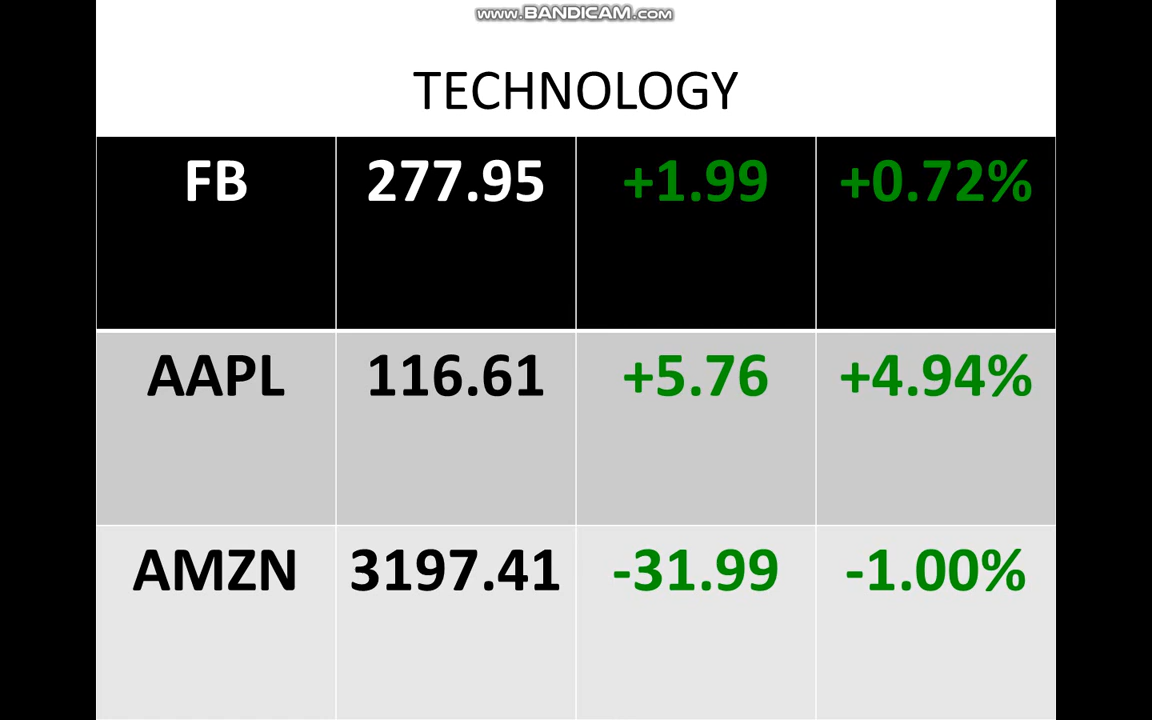 www.BANDICAM.com
TECHNOLOGY
FB 277.95 +1.99 +0.72%
AAPL 116.61 +5.76 +4.94%
AMZN 3197.41 -31.99 -1.00%